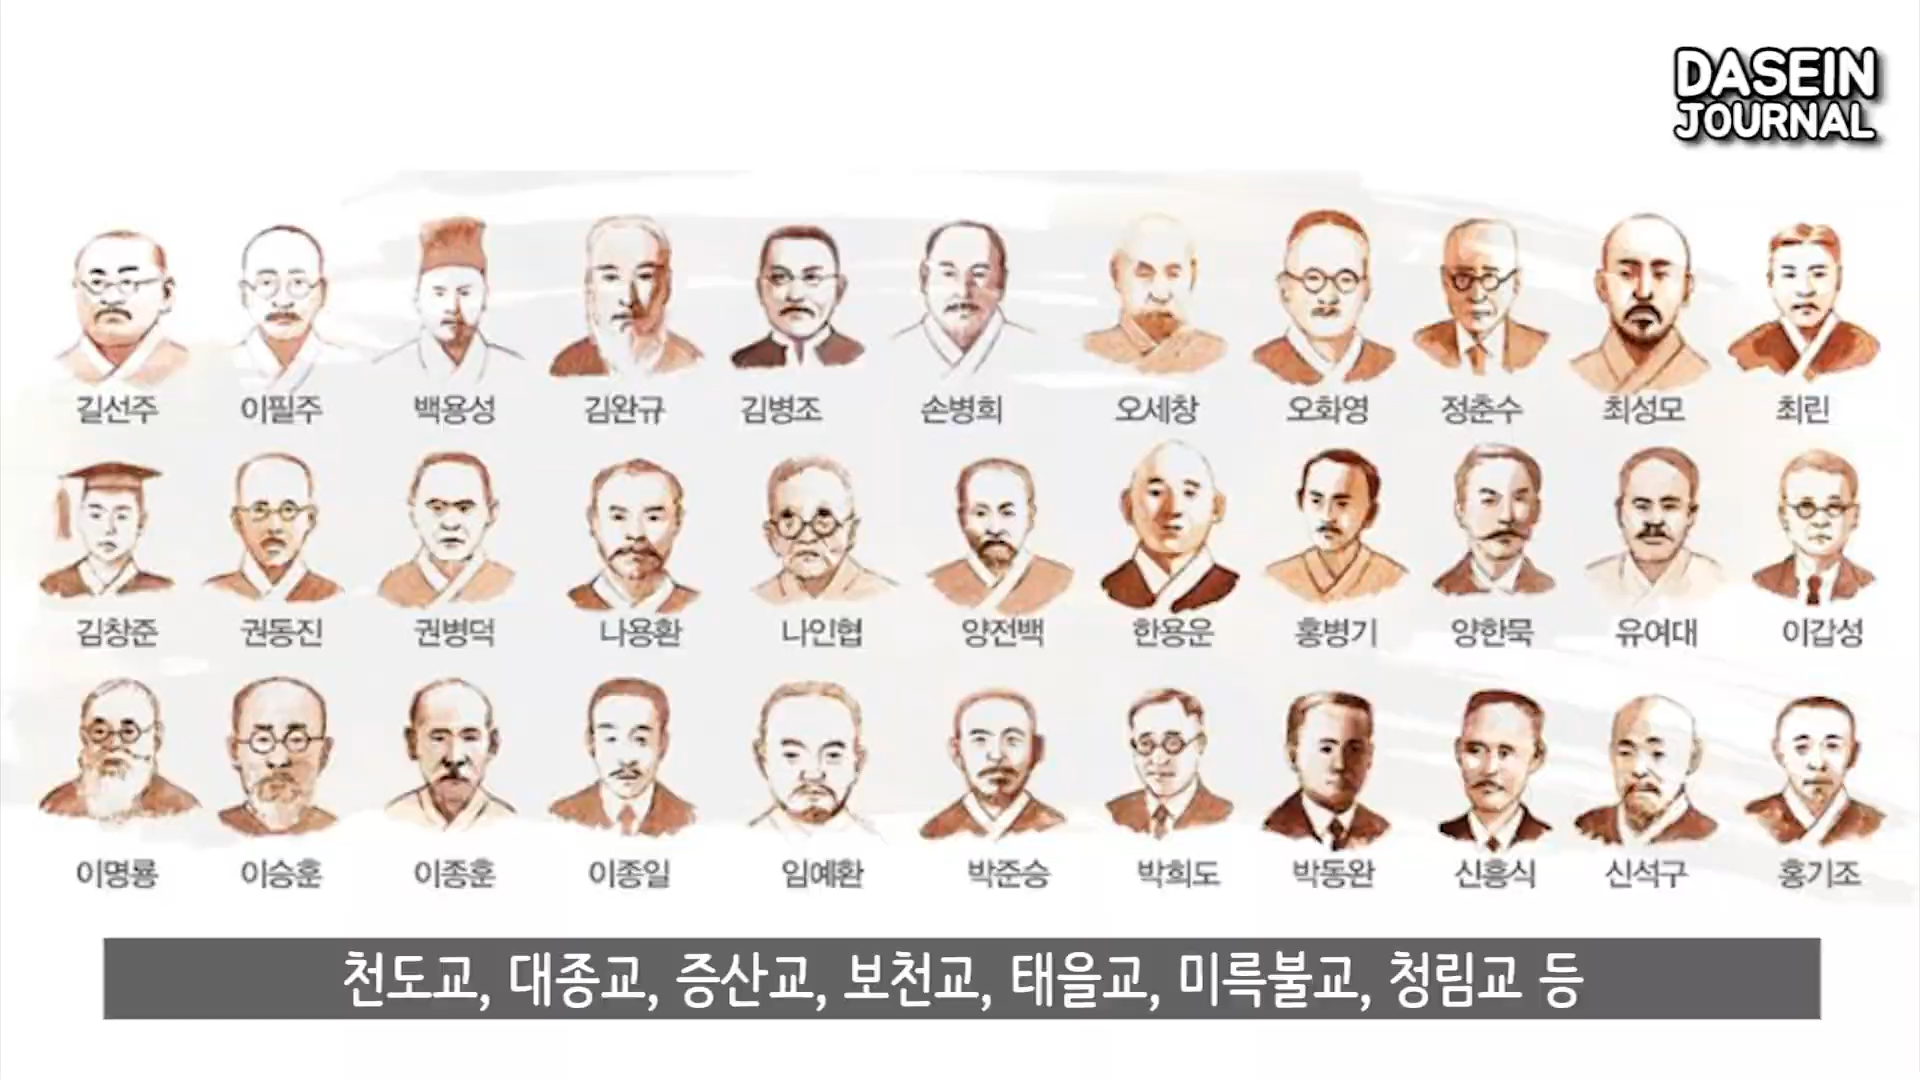 DASEIN
JOURNAL
길선주 이필주 백용성 김완규 김병조 손병희 오세창 오화영 정춘수 최성모 최린
김창준 권동진 권병덕 나용환 나인협 양전백 한용운 홍병기 양한묵 유여대 이갑성
이명룡 이승훈 이종훈 이종일 임예환 박준승 박희도 박동완 신홍식 신석구 홍기조
천도교, 대종교, 증산교, 보천교, 태을교, 미륵불교, 청림교 등